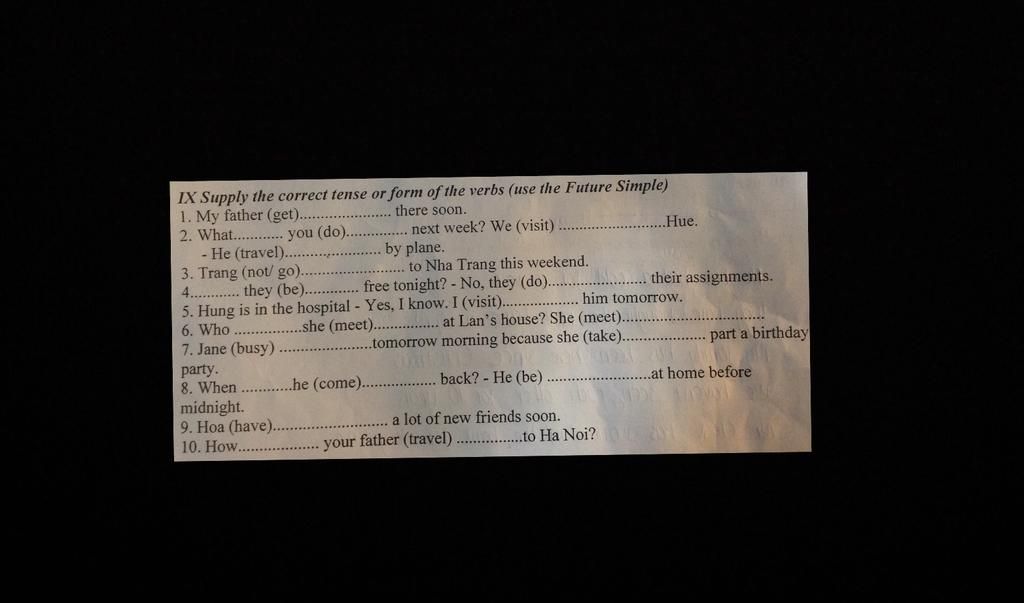 IX Supply the correct tense or form of the verbs (use the Future Simple)
1. My father (get)....................... there soon.
2. What............ you (do)............... next week? We (visit) ...........................Hue.
- He (travel)........................ by plane.
3. Trang (not/ go).......................... to Nha Trang this weekend.
4............. they (be)............. free tonight? - No, they (do)......................... their assignments.
5. Hung is in the hospital - Yes, I know. I (visit)................... him tomorrow.
6. Who .................she (meet)................ at Lan's house? She (meet)....................................
7. Jane (busy) .......................tomorrow morning because she (take)..................... part a birthday
party.
8. When ............he (come).................. back? - He (be) ..........................at home before
midnight.
9. Hoa (have)............................. a lot of new friends soon.
10. How.................... your father (travel) ................to Ha Noi?